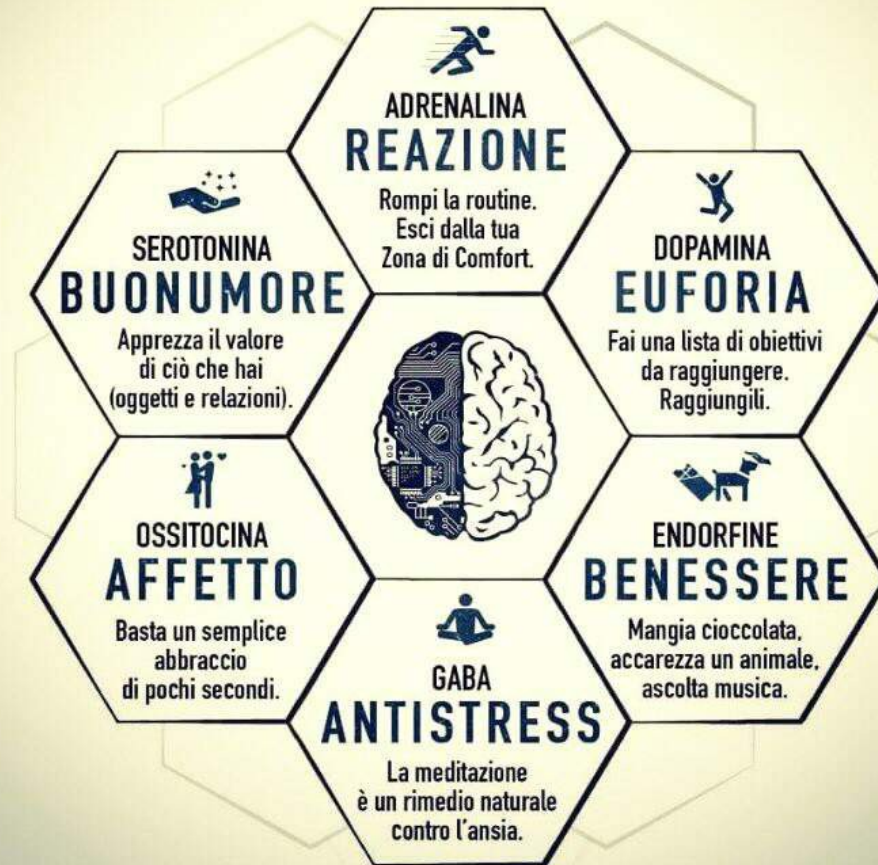 ADRENALINA
REAZIONE
Rompi la routine.
Esci dalla tua
Zona di Comfort.
SEROTONINA
BUONUMORE
Apprezza il valore
di ciò che hai
(oggetti e relazioni).
DOPAMINA
EUFORIA
Fai una lista di obiettivi
da raggiungere.
Raggiungili.
OSSITOCINA
AFFETTO
Basta un semplice
abbraccio
di pochi secondi.
ENDORFINE
BENESSERE
Mangia cioccolata,
accarezza un animale,
ascolta musica.
GABA
ANTISTRESS
La meditazione
è un rimedio naturale
contro l'ansia.